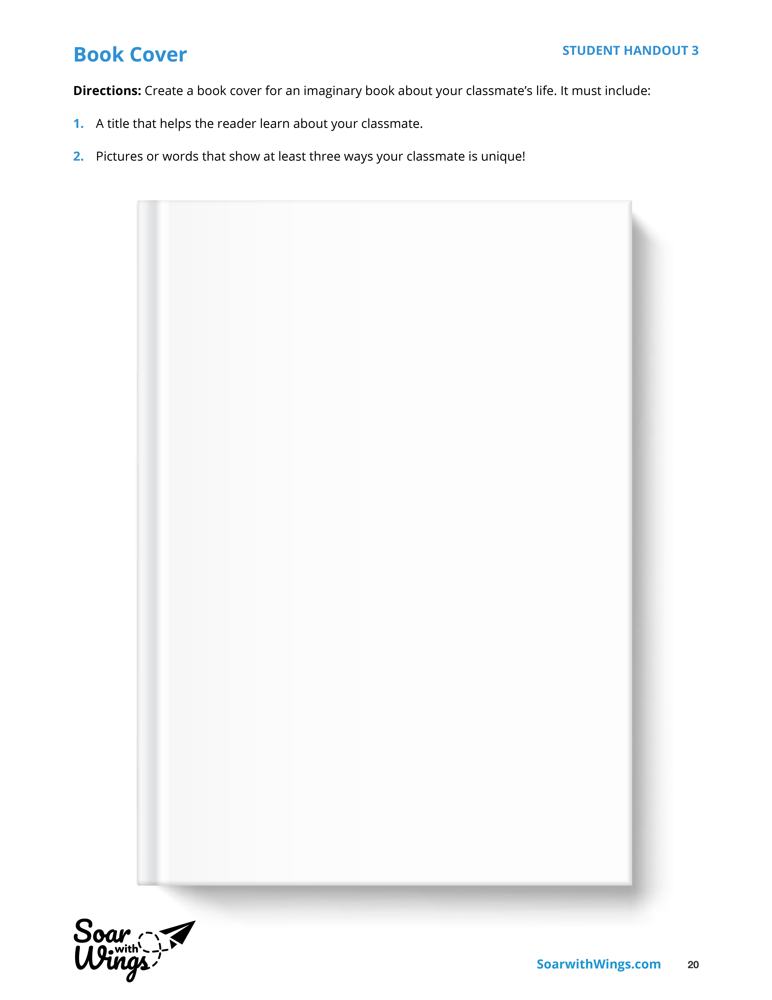 Book Cover
STUDENT HANDOUT 3
Directions: Create a book cover for an imaginary book about your classmate’s life. It must include:
1. A title that helps the reader learn about your classmate.
2. Pictures or words that show at least three ways your classmate is unique!
Soar
with
Wings
SoarwithWings.com 20